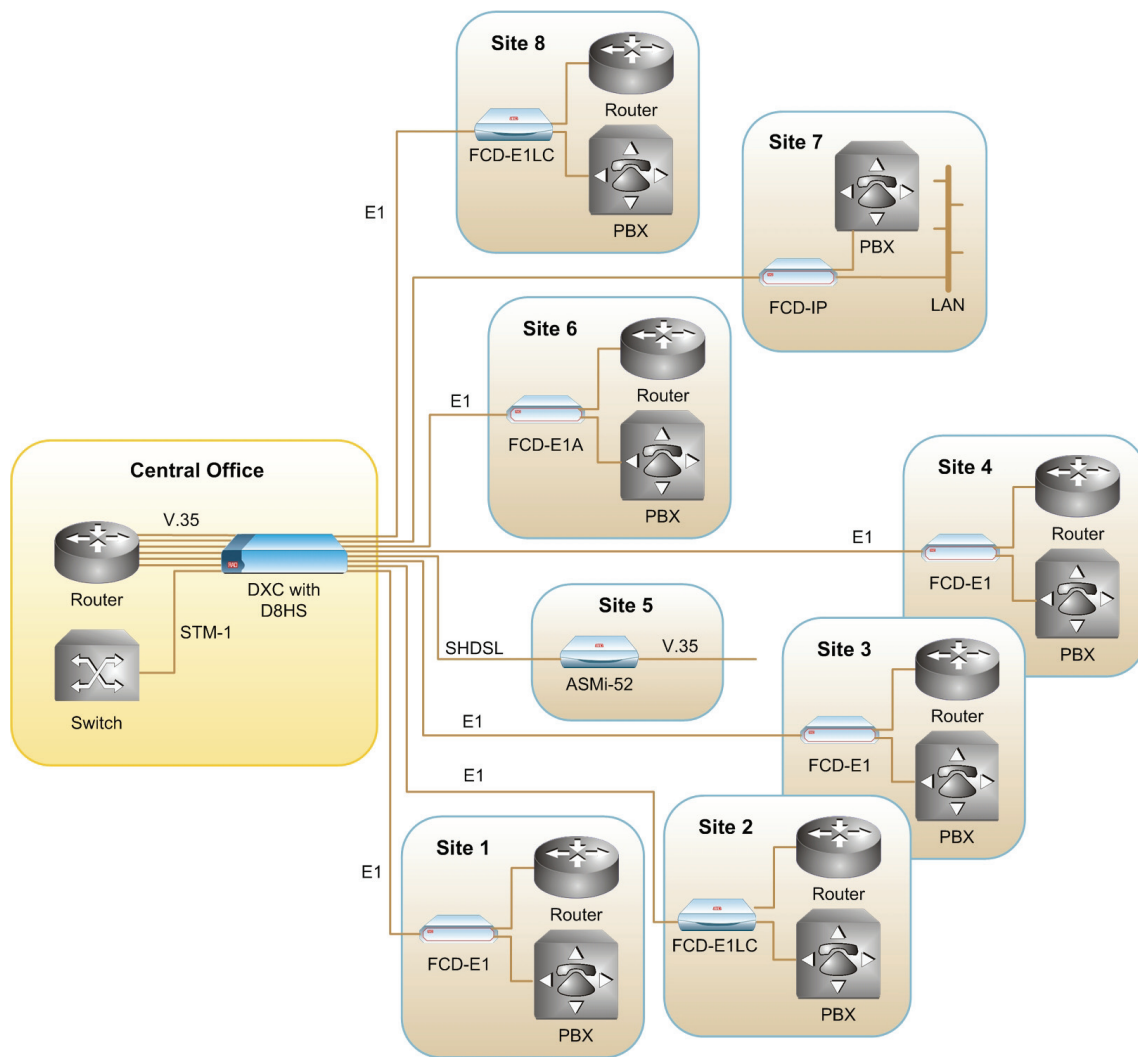 Site 8
Router
FCD-E1LC
PBX
E1
Site 7
PBX
FCD-IP
LAN
Site 6
Router
E1
FCD-E1A
PBX
Central Office
V.35
Router
DXC with
D8HS
STM-1
Switch
Site 4
E1
Router
FCD-E1
PBX
Site 5
SHDSL
V.35
ASMi-52
Site 3
E1
Router
FCD-E1
PBX
Site 2
E1
Router
FCD-E1LC
PBX
Site 1
E1
Router
FCD-E1
PBX